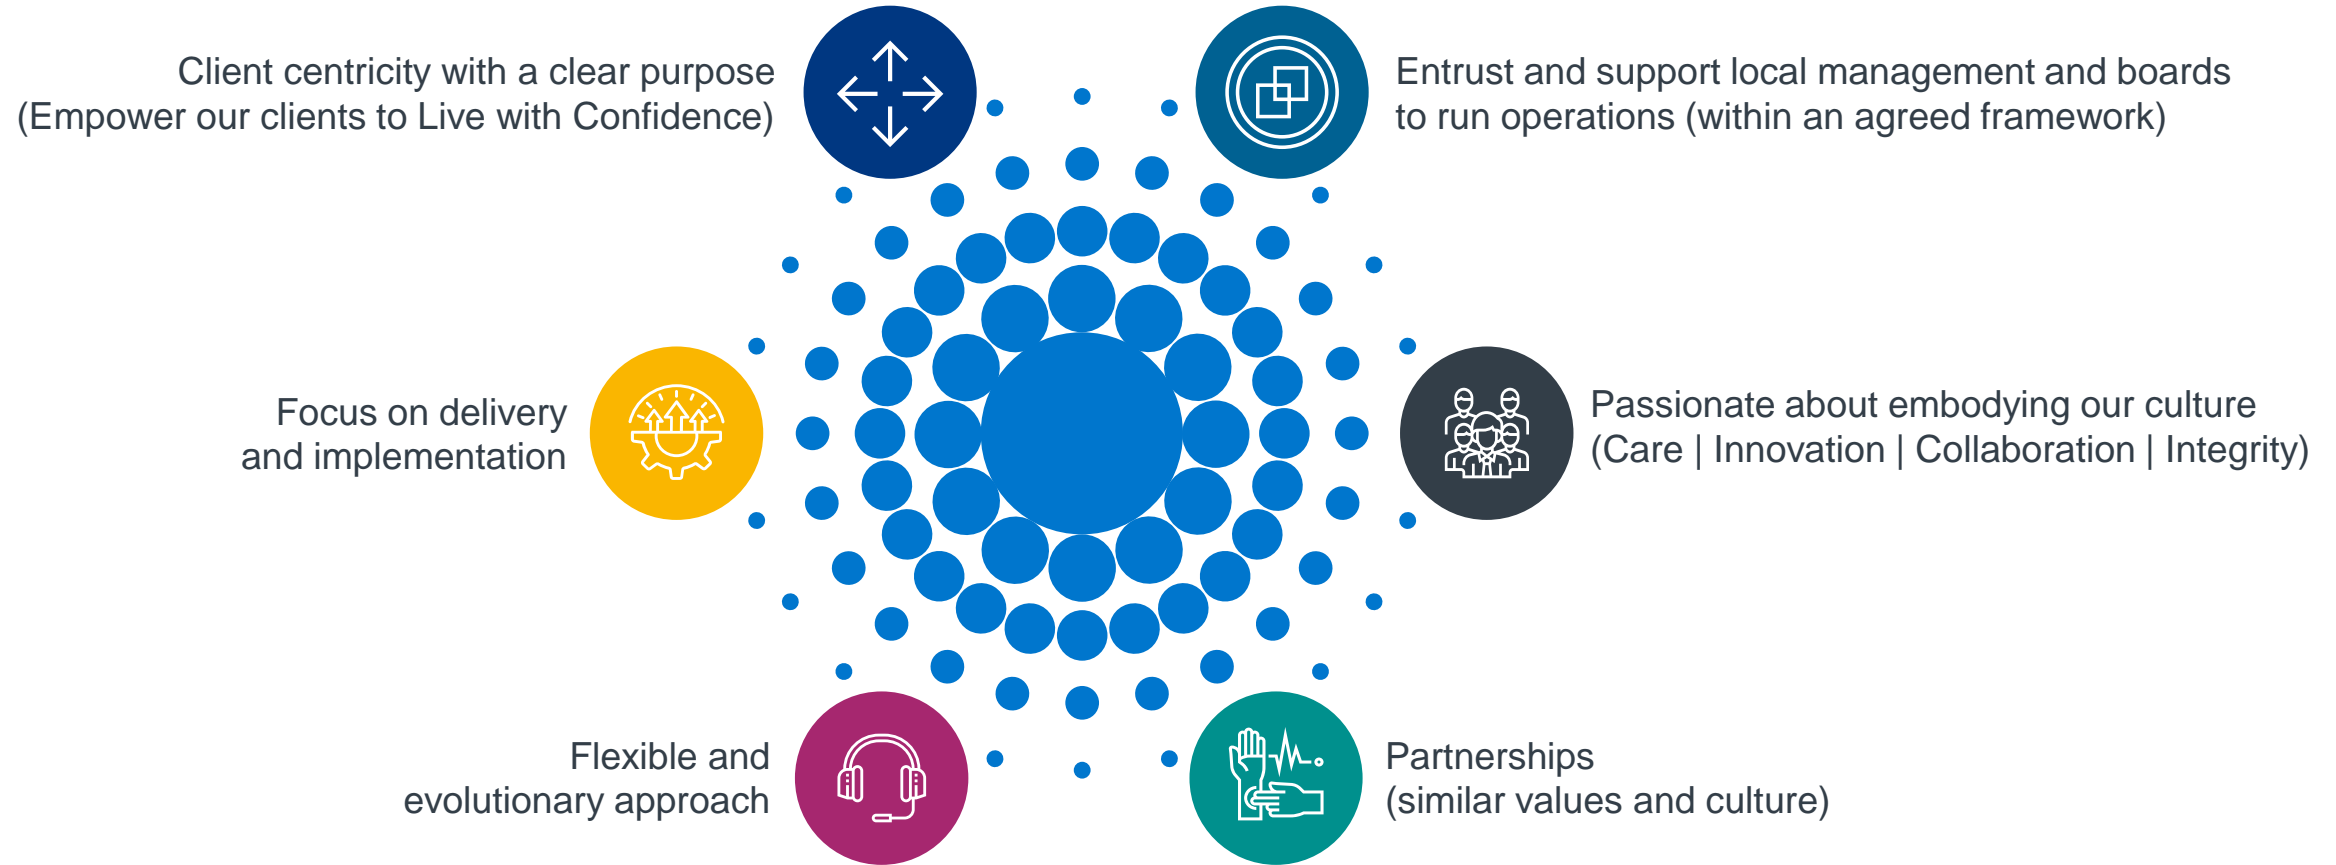 Client centricity with a clear purpose
(Empower our clients to Live with Confidence)
Entrust and support local management and boards
to run operations (within an agreed framework)
Focus on delivery
and implementation
Passionate about embodying our culture
(Care | Innovation | Collaboration | Integrity)
Flexible and
evolutionary approach
Partnerships
(similar values and culture)